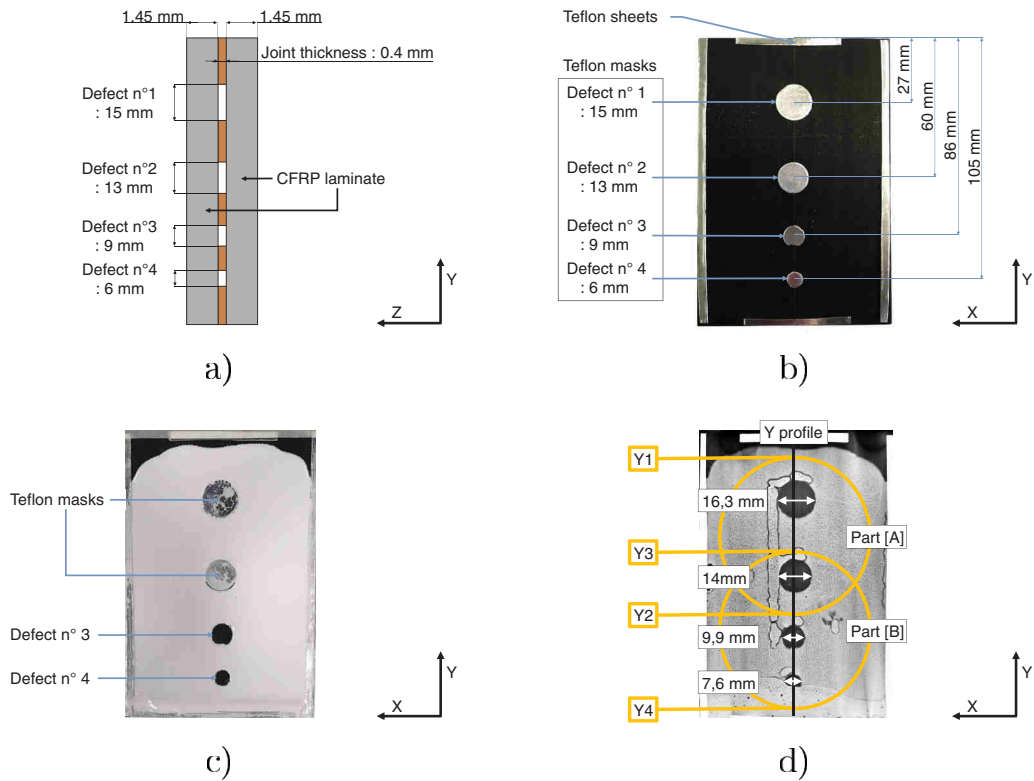 1.45 mm
1.45 mm
Joint thickness : 0.4 mm
Defect n°1
: 15 mm
Defect n°2
: 13 mm
CFRP laminate
Defect n°3
: 9 mm
Defect n°4
: 6 mm
Y
Z
a)
Teflon sheets
Teflon masks
Defect n° 1
: 15 mm
Defect n° 2
: 13 mm
Defect n° 3
: 9 mm
Defect n° 4
: 6 mm
27 mm
60 mm
86 mm
105 mm
Y
X
b)
Teflon masks
Defect n° 3
Defect n° 4
Y
X
c)
Y profile
Y1
16,3 mm
Part [A]
Y3
14mm
Y2
Part [B]
9,9 mm
7,6 mm
Y4
Y
X
d)